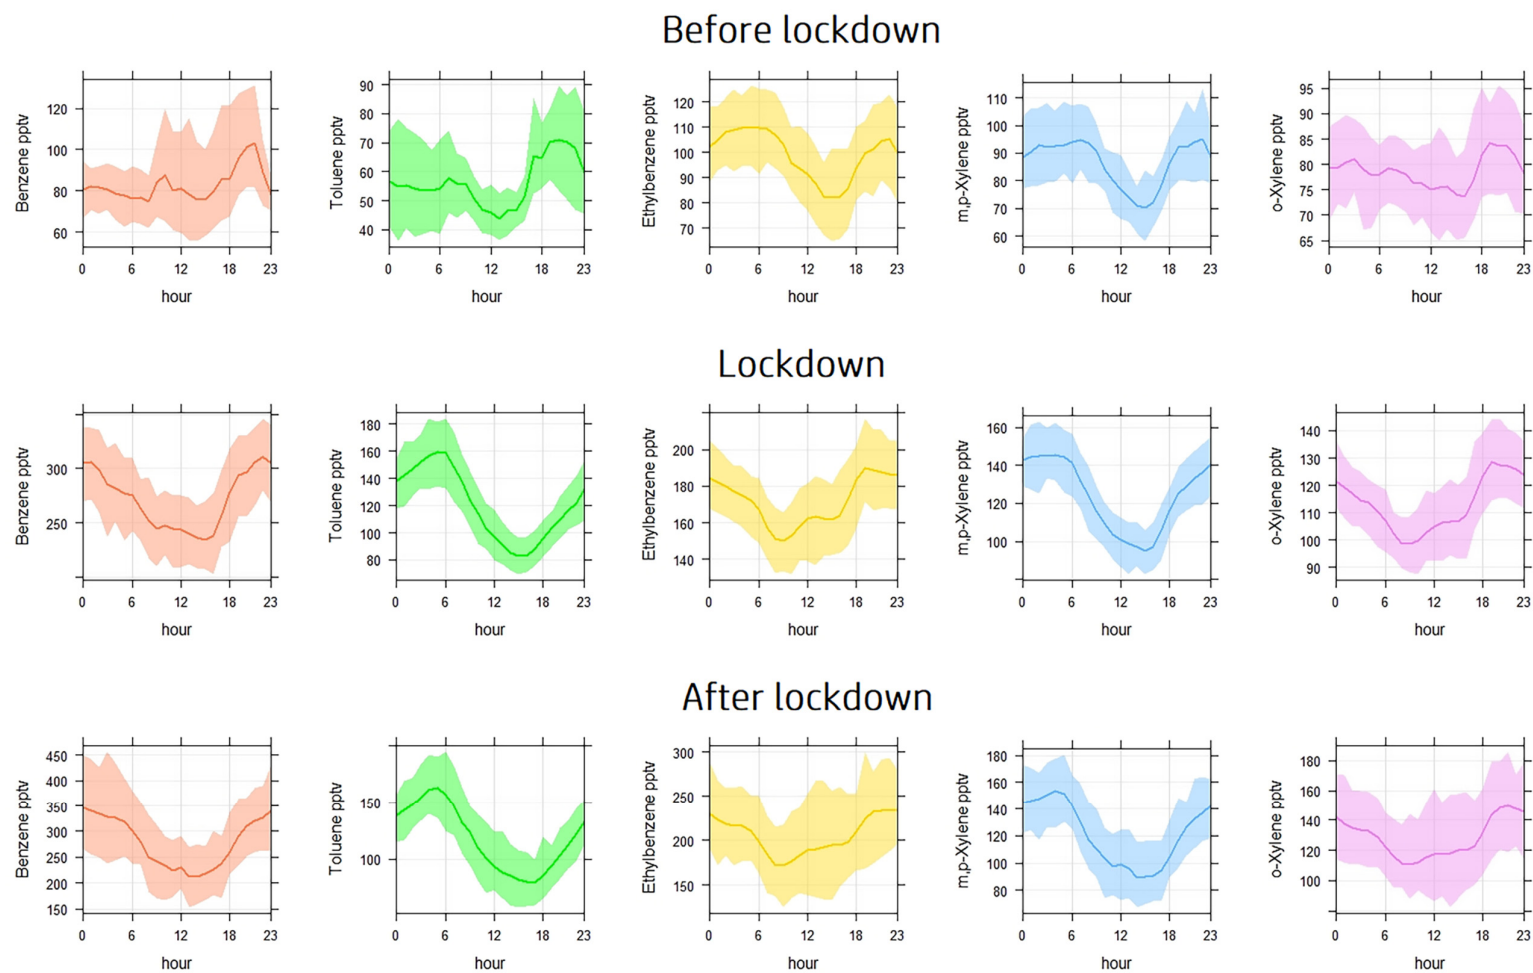 Before lockdown
Benzene pptv
120
100
80
60
0 6 12 18 23
hour
Toluene pptv
90
80
70
60
50
40
0 6 12 18 23
hour
Ethylbenzene pptv
120
110
100
90
80
70
0 6 12 18 23
hour
m,p-Xylene pptv
110
100
90
80
70
60
0 6 12 18 23
hour
o-Xylene pptv
95
90
85
80
75
70
65
0 6 12 18 23
hour
Lockdown
Benzene pptv
300
250
0 6 12 18 23
hour
Toluene pptv
180
160
140
120
100
80
0 6 12 18 23
hour
Ethylbenzene pptv
200
180
160
140
0 6 12 18 23
hour
m,p-Xylene pptv
160
140
120
100
0 6 12 18 23
hour
o-Xylene pptv
140
130
120
110
100
90
0 6 12 18 23
hour
After lockdown
Benzene pptv
450
400
350
300
250
200
150
0 6 12 18 23
hour
Toluene pptv
150
100
0 6 12 18 23
hour
Ethylbenzene pptv
300
250
200
150
0 6 12 18 23
hour
m,p-Xylene pptv
180
160
140
120
100
80
0 6 12 18 23
hour
o-Xylene pptv
180
160
140
120
100
0 6 12 18 23
hour